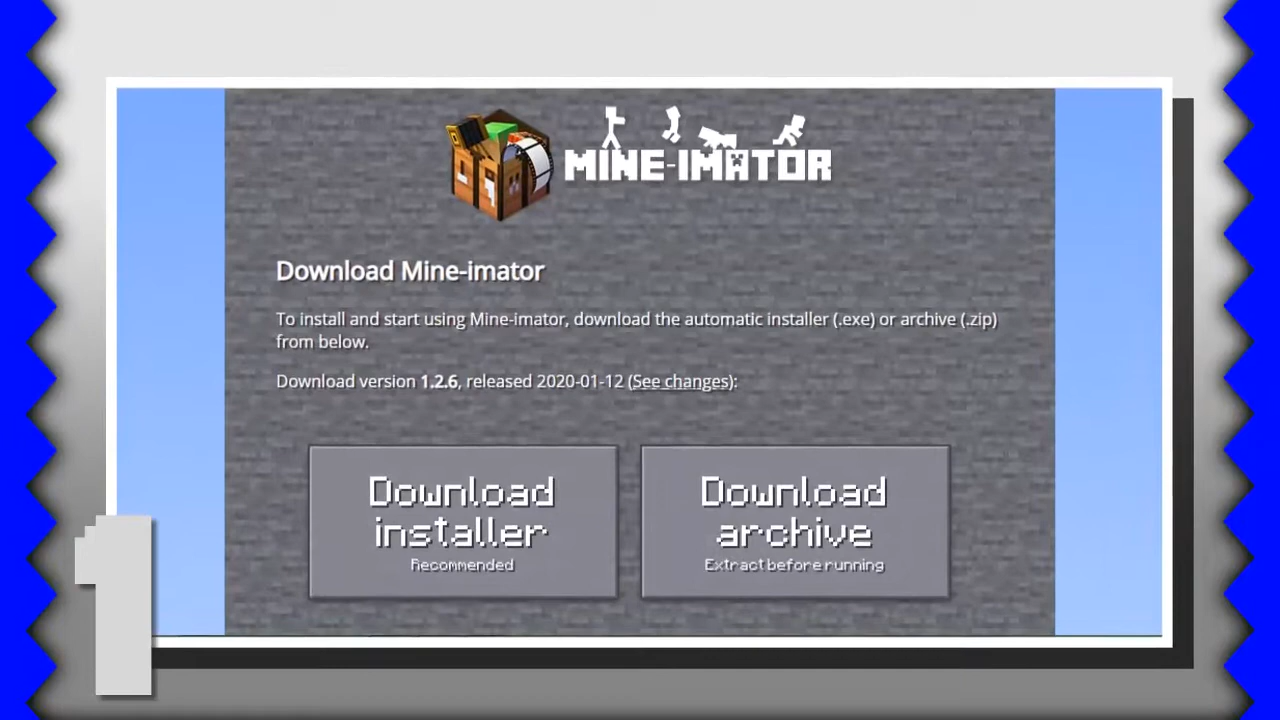 MINE-IMATOR
Download Mine-imator
To install and start using Mine-imator, download the automatic installer (.exe) or archive (.zip)
from below.
Download version 1.2.6, released 2020-01-12 (See changes):
Download
installer
Recommended
Download
archive
Extract before running
1